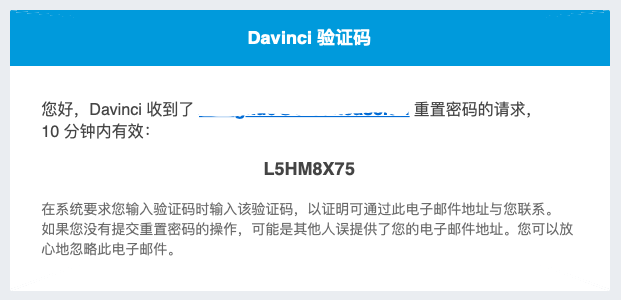 Davinci 验证码
您好，Davinci 收到了 重置密码的请求，
10 分钟内有效：
L5HM8X75
在系统要求您输入验证码时输入该验证码，以证明可通过此电子邮件地址与您联系。
如果您没有提交重置密码的操作，可能是其他人误提供了您的电子邮件地址。您可以放
心地忽略此电子邮件。